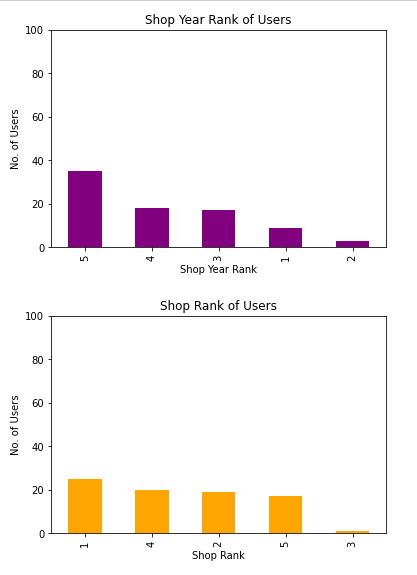 Shop Year Rank of Users
100
80
60
40
20
0
No. of Users
5 4 3 1 2
Shop Year Rank
Shop Rank of Users
100
80
60
40
20
0
No. of Users
1 4 2 5 3
Shop Rank